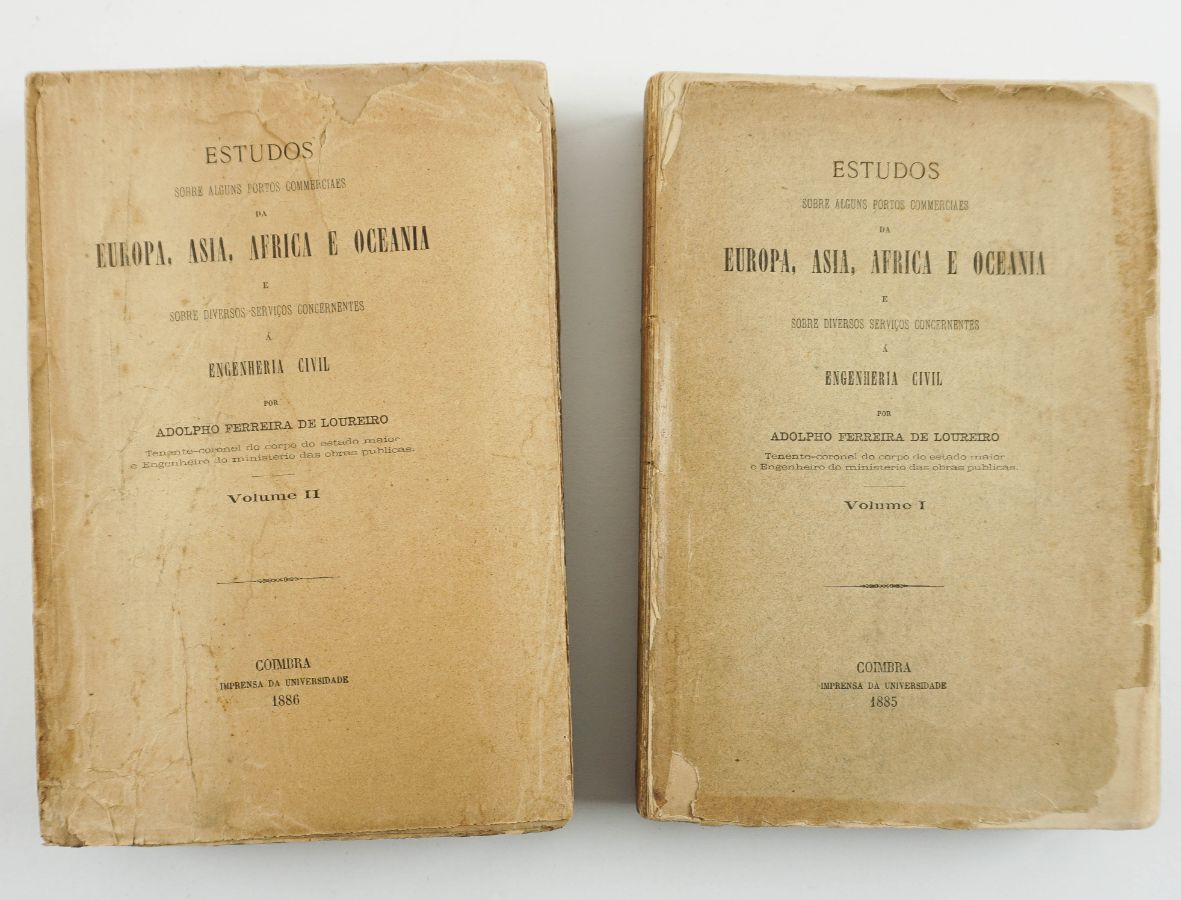 ESTUDOS
SOBRE ALGUNS PORTOS COMMERCIAES
DA
EUROPA, ASIA, AFRICA E OCEANIA
E
SOBRE DIVERSOS SERVIÇOS CONCERNENTES
Á
ENGENHERIA CIVIL
POR
ADOLPHO FERREIRA DE LOUREIRO
Tenente-coronel do corpo do estado maior
e Engenheiro do ministerio das obras publicas.
Volume II
COIMBRA
IMPRENSA DA UNIVERSIDADE
1886
ESTUDOS
SOBRE ALGUNS PORTOS COMMERCIAES
DA
EUROPA, ASIA, AFRICA E OCEANIA
E
SOBRE DIVERSOS SERVIÇOS CONCERNENTES
Á
ENGENHERIA CIVIL
POR
ADOLPHO FERREIRA DE LOUREIRO
Tenente-coronel do corpo do estado maior
e Engenheiro do ministerio das obras publicas.
Volume I
COIMBRA
IMPRENSA DA UNIVERSIDADE
1885